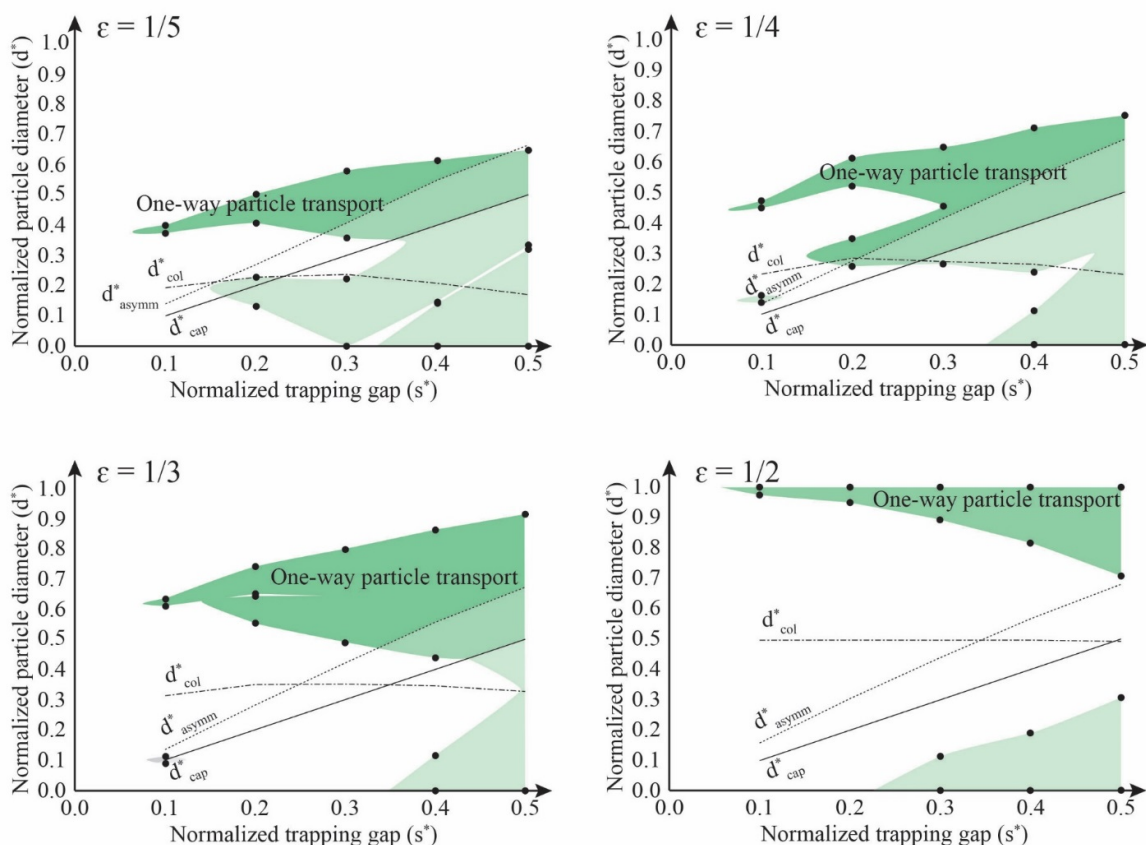 ε = 1/5
Normalized particle diameter (d*)
1.0
0.9
0.8
0.7
0.6
0.5
0.4
0.3
0.2
0.1
0.0
One-way particle transport
d*col
d*asymm
d*cap
0.0 0.1 0.2 0.3 0.4 0.5
Normalized trapping gap (s*)
ε = 1/4
Normalized particle diameter (d*)
1.0
0.9
0.8
0.7
0.6
0.5
0.4
0.3
0.2
0.1
0.0
One-way particle transport
d*col
d*asymm
d*cap
0.0 0.1 0.2 0.3 0.4 0.5
Normalized trapping gap (s*)
ε = 1/3
Normalized particle diameter (d*)
1.0
0.9
0.8
0.7
0.6
0.5
0.4
0.3
0.2
0.1
0.0
One-way particle transport
d*col
d*asymm
d*cap
0.0 0.1 0.2 0.3 0.4 0.5
Normalized trapping gap (s*)
ε = 1/2
Normalized particle diameter (d*)
1.0
0.9
0.8
0.7
0.6
0.5
0.4
0.3
0.2
0.1
0.0
One-way particle transport
d*col
d*asymm
d*cap
0.0 0.1 0.2 0.3 0.4 0.5
Normalized trapping gap (s*)